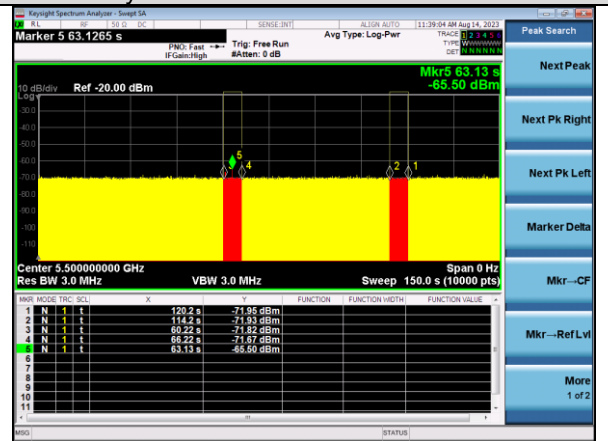 Keysight Spectrum Analyzer - Swept SA
RL RF 50 Ω DC SENSE:INT ALIGN AUTO 11:39:04 AM Aug 14, 2023
Marker 5 63.1265 s
PNO: Fast
IFGain:High
Trig: Free Run
#Atten: 0 dB
Avg Type: Log-Pwr
TRACE 1 2 3 4 5 6
TYPE WWWWWW
DET N N N N N N
Peak Search
Next Peak
Next Pk Right
Next Pk Left
Marker Delta
Mkr→CF
Mkr→Ref Lvl
More
1 of 2
Mkr5 63.13 s
-65.50 dBm
10 dB/div Ref -20.00 dBm
Log
-30.0
-40.0
-50.0
-60.0
-70.0
-80.0
-90.0
-100
-110
5
3 4 2 1
Center 5.500000000 GHz Span 0 Hz
Res BW 3.0 MHz VBW 3.0 MHz Sweep 150.0 s (10000 pts)
MKR MODE TRC SCL X Y FUNCTION FUNCTION WIDTH FUNCTION VALUE
1 N 1 t 120.2 s -71.95 dBm
2 N 1 t 114.2 s -71.93 dBm
3 N 1 t 60.22 s -71.82 dBm
4 N 1 t 66.22 s -71.67 dBm
5 N 1 t 63.13 s -65.50 dBm
6
7
8
9
10
11
MSG STATUS